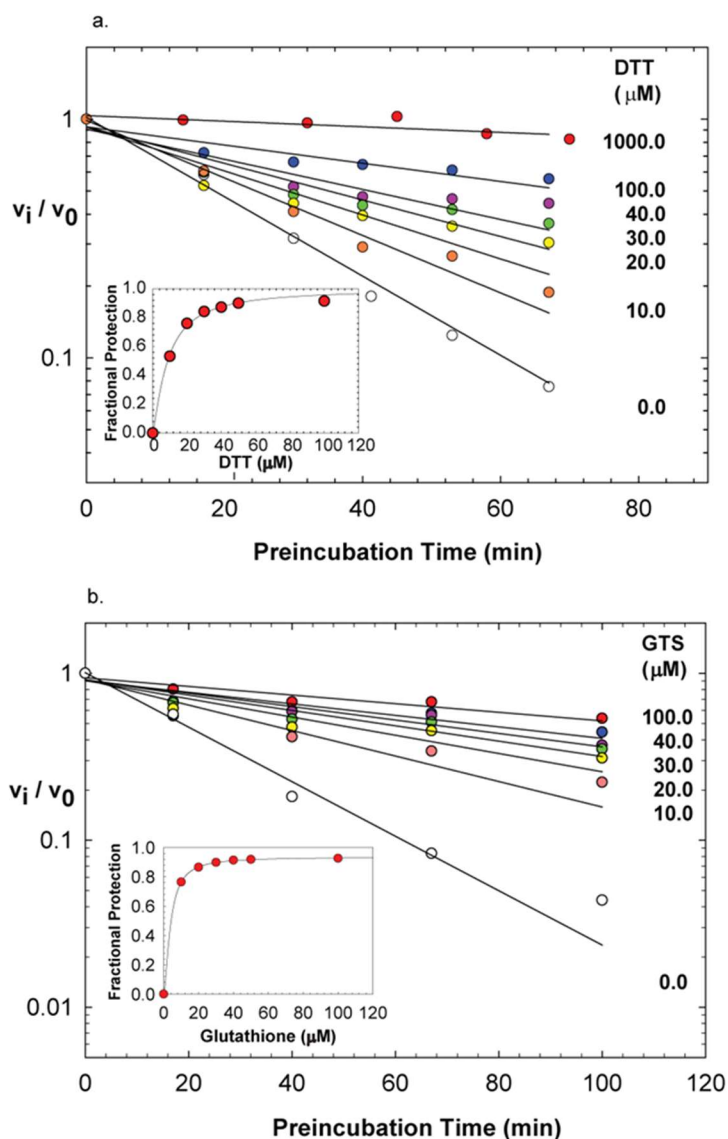 a.
DTT
(μM)
1
1000.0
100.0
vi / v0
40.0
30.0
20.0
10.0
0.1
0.0
Fractional Protection
1.0
0.8
0.6
0.4
0.2
0.0
0 20 40 60 80 100 120
DTT (μM)
0 20 40 60 80
Preincubation Time (min)
b.
GTS
(μM)
1
100.0
40.0
30.0
20.0
10.0
vi / v0
0.1
0.0
0.01
Fractional Protection
1.0
0.8
0.6
0.4
0.2
0.0
0 20 40 60 80 100 120
Glutathione (μM)
0 20 40 60 80 100 120
Preincubation Time (min)